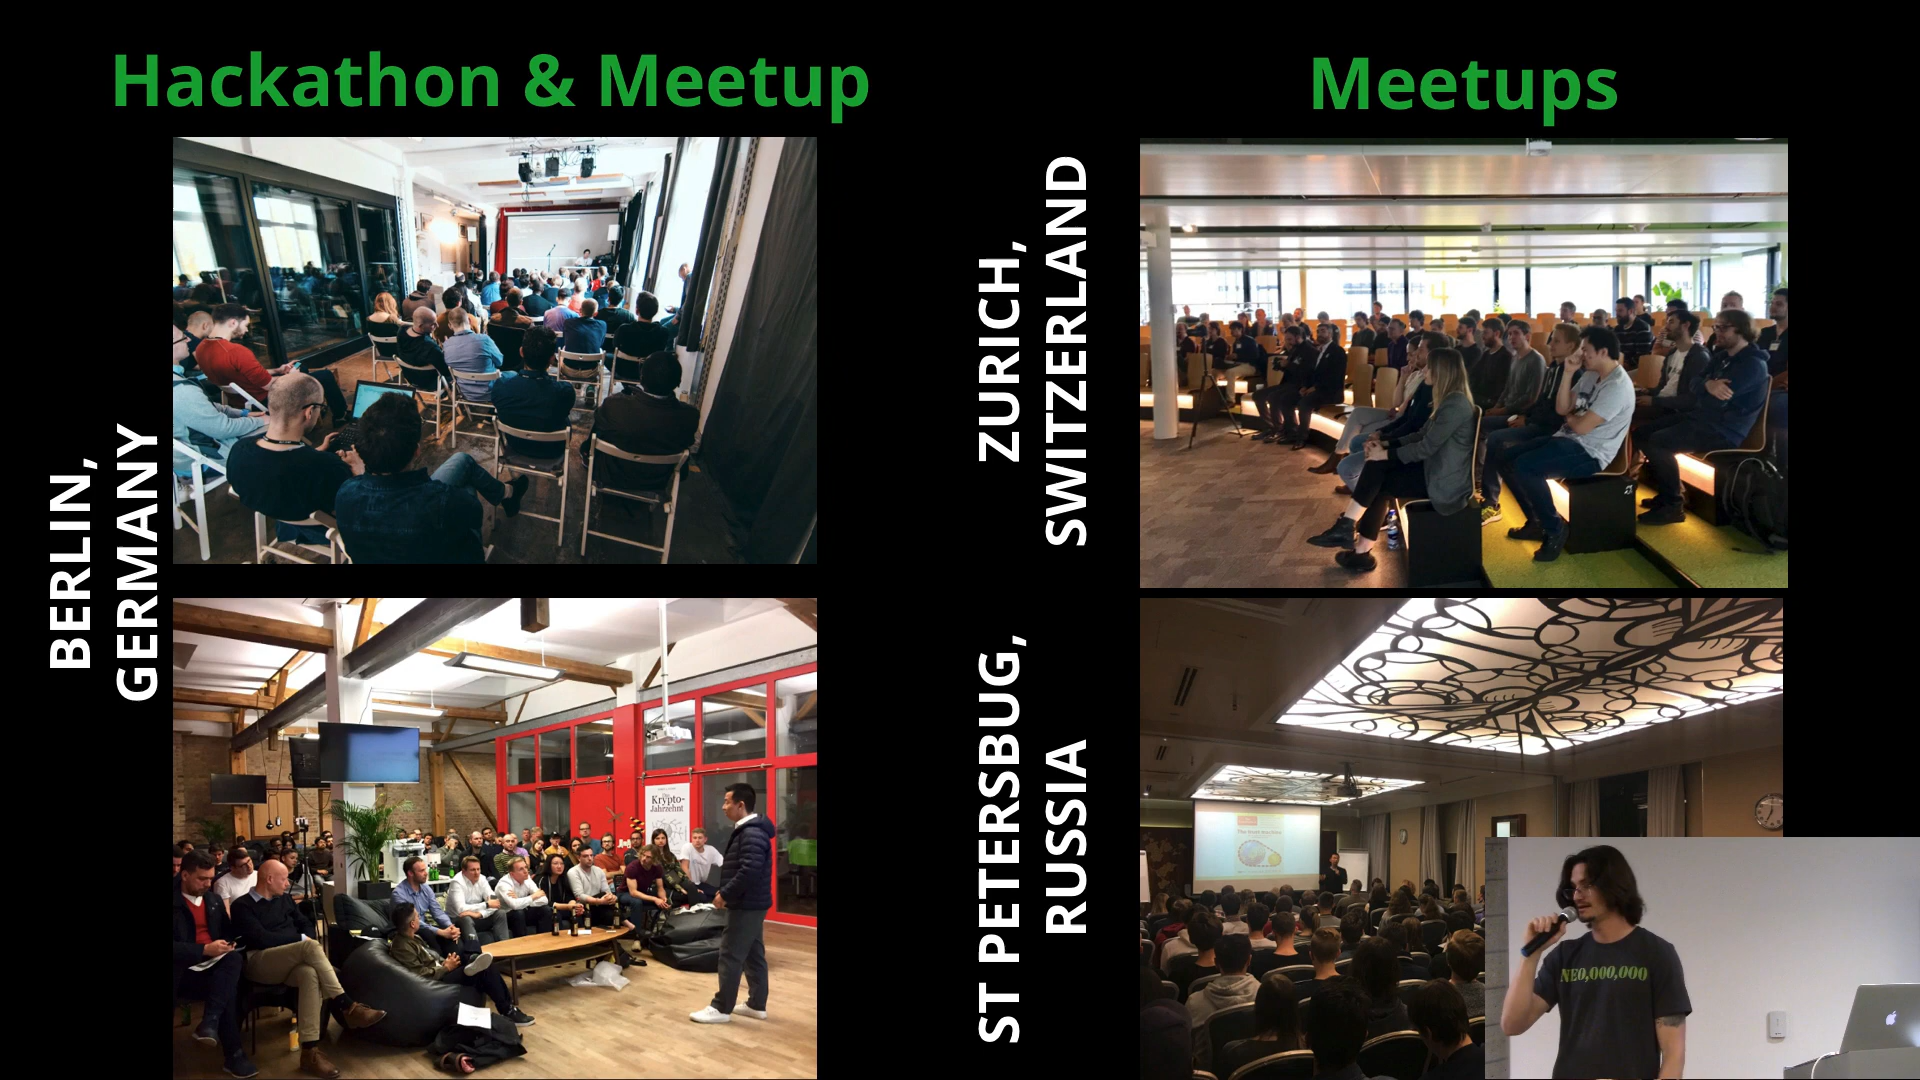 Hackathon & Meetup
Meetups
BERLIN,
GERMANY
ZURICH,
SWITZERLAND
ST PETERSBUG,
RUSSIA
Krypto-
Jahrzehnt
NEO,000,000